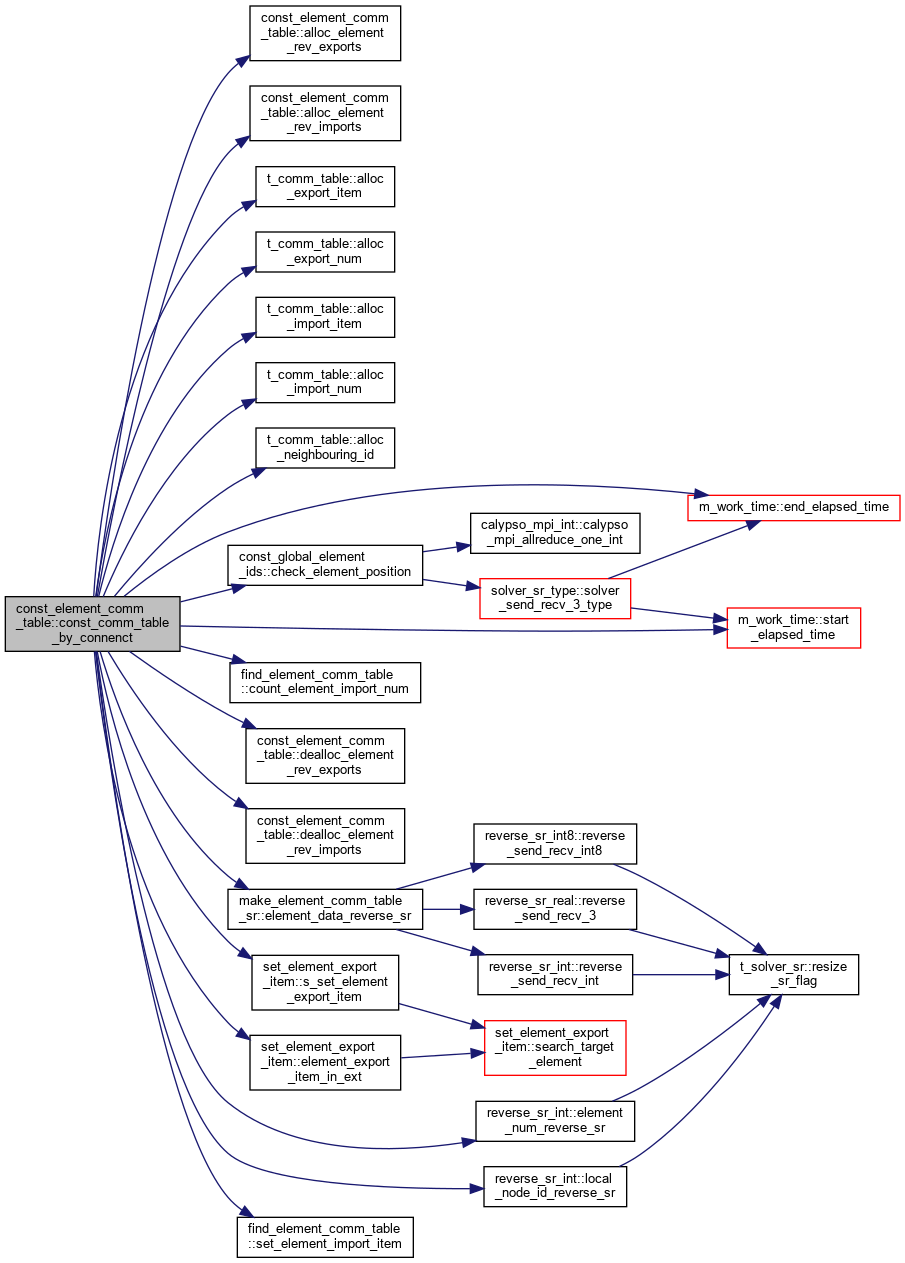 const_element_comm
_table::alloc_element
_rev_exports
const_element_comm
_table::alloc_element
_rev_imports
t_comm_table::alloc
_export_item
t_comm_table::alloc
_export_num
t_comm_table::alloc
_import_item
t_comm_table::alloc
_import_num
t_comm_table::alloc
_neighbouring_id
m_work_time::end_elapsed_time
calypso_mpi_int::calypso
_mpi_allreduce_one_int
const_global_element
_ids::check_element_position
solver_sr_type::solver
_send_recv_3_type
const_element_comm
_table::const_comm_table
_by_connenct
m_work_time::start
_elapsed_time
find_element_comm_table
::count_element_import_num
const_element_comm
_table::dealloc_element
_rev_exports
const_element_comm
_table::dealloc_element
_rev_imports
reverse_sr_int8::reverse
_send_recv_int8
make_element_comm_table
_sr::element_data_reverse_sr
reverse_sr_real::reverse
_send_recv_3
set_element_export
_item::s_set_element
_export_item
reverse_sr_int::reverse
_send_recv_int
t_solver_sr::resize
_sr_flag
set_element_export
_item::search_target
_element
set_element_export
_item::element_export
_item_in_ext
reverse_sr_int::element
_num_reverse_sr
reverse_sr_int::local
_node_id_reverse_sr
find_element_comm_table
::set_element_import_item